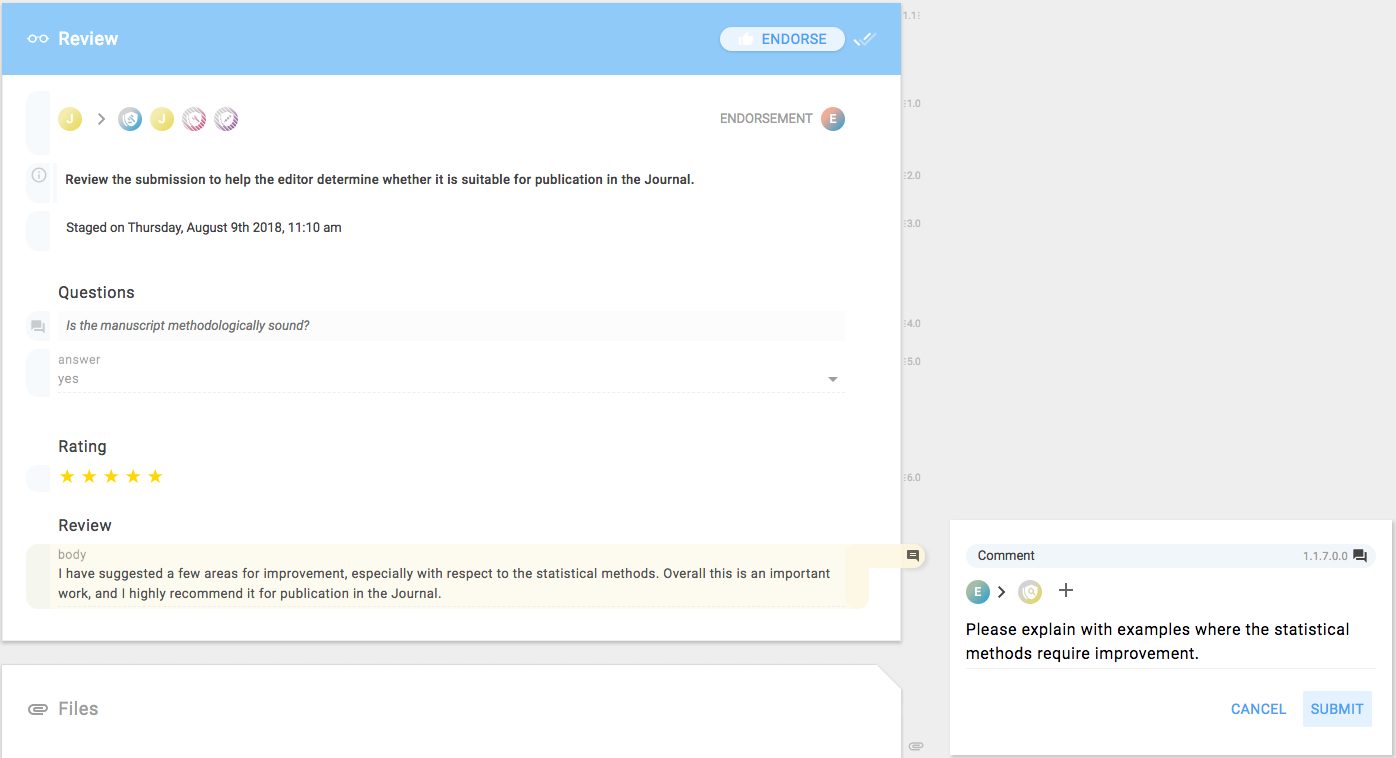 Review
ENDORSE
1.1
J > J
ENDORSEMENT E
1.0
Review the submission to help the editor determine whether it is suitable for publication in the Journal.
2.0
Staged on Thursday, August 9th 2018, 11:10 am
3.0
Questions
Is the manuscript methodologically sound?
4.0
answer
5.0
yes
Rating
★ ★ ★ ★ ★
6.0
Review
body
I have suggested a few areas for improvement, especially with respect to the statistical methods. Overall this is an important
work, and I highly recommend it for publication in the Journal.
Comment 1.1.7.0.0
E > +
Please explain with examples where the statistical
methods require improvement.
CANCEL SUBMIT
Files